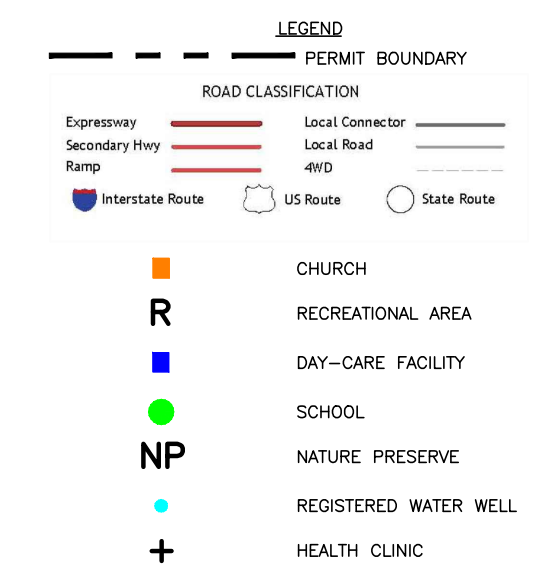 LEGEND
PERMIT BOUNDARY
ROAD CLASSIFICATION
Expressway Local Connector
Secondary Hwy Local Road
Ramp 4WD
Interstate Route US Route State Route
CHURCH
R RECREATIONAL AREA
DAY-CARE FACILITY
SCHOOL
NP NATURE PRESERVE
REGISTERED WATER WELL
HEALTH CLINIC